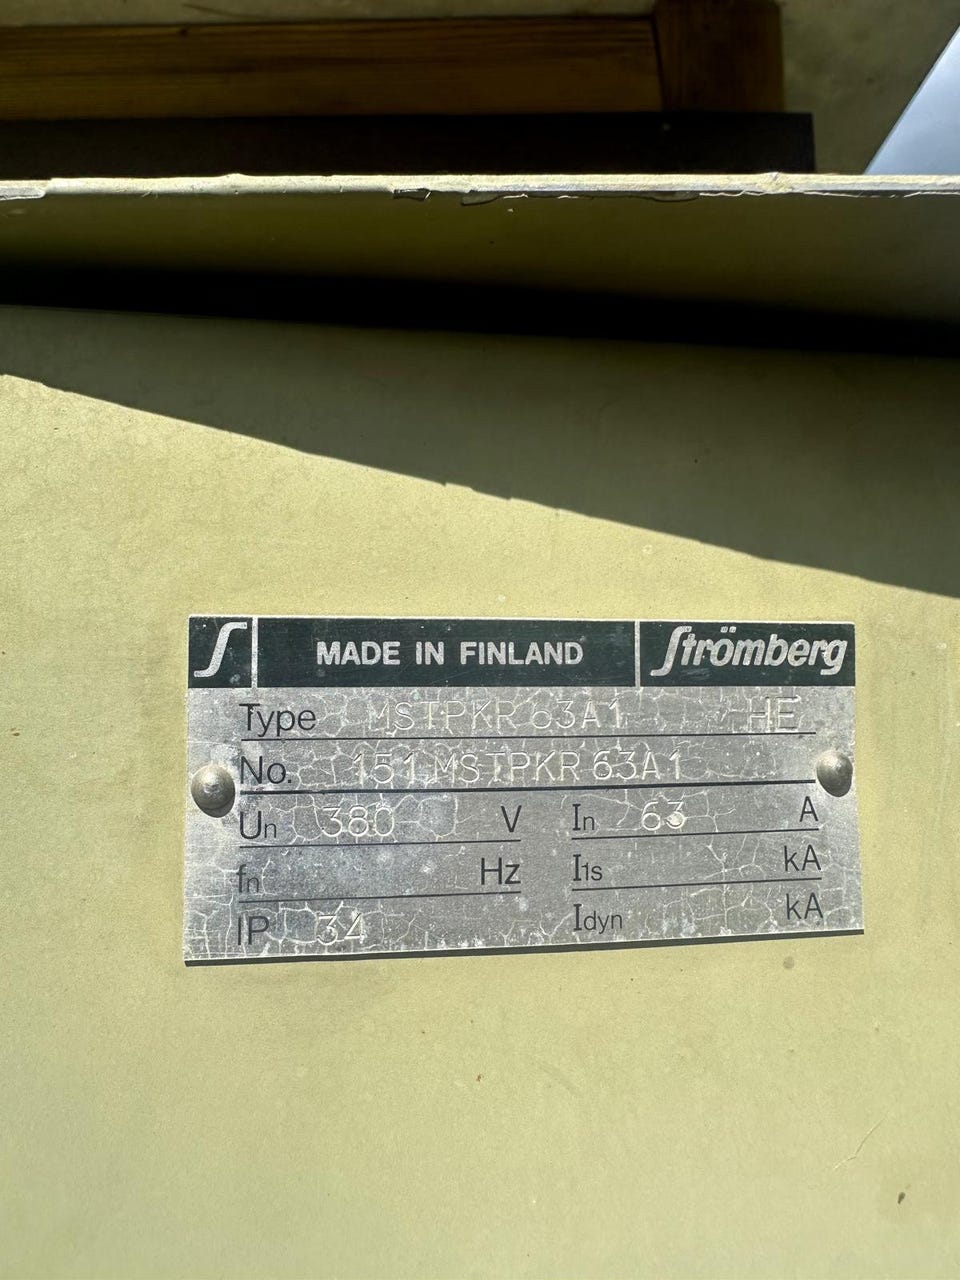 S MADE IN FINLAND Strömberg
Type MSTPKR 63A1 HE
No. 151 MSTPKR 63A1
Un 380 V In 63 A
fn Hz I1s kA
IP 34 Idyn kA